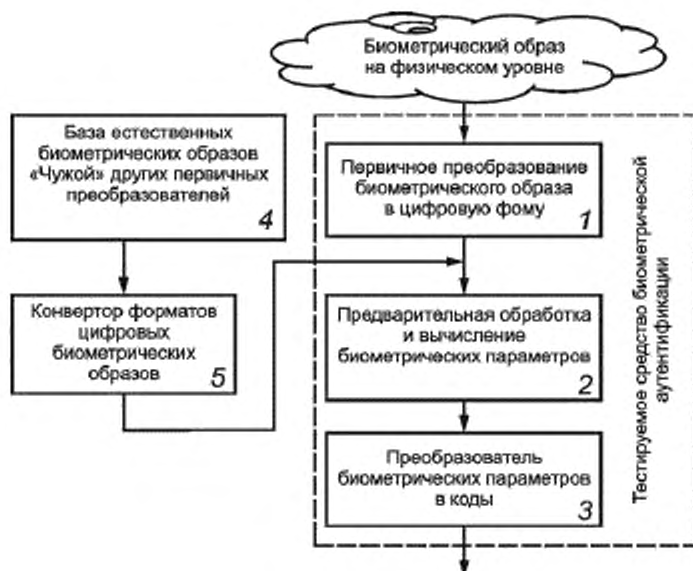 Биометрический образ
на физическом уровне
База естественных
биометрических образов
«Чужой» других первичных
преобразователей
4
Первичное преобразование
биометрического образа
в цифровую фому
1
Конвертор форматов
цифровых
биометрических
образов
5
Предварительная обработка
и вычисление
биометрических параметров
2
Преобразователь
биометрических параметров
в коды
3
Тестируемое средство биометрической
аутентификации